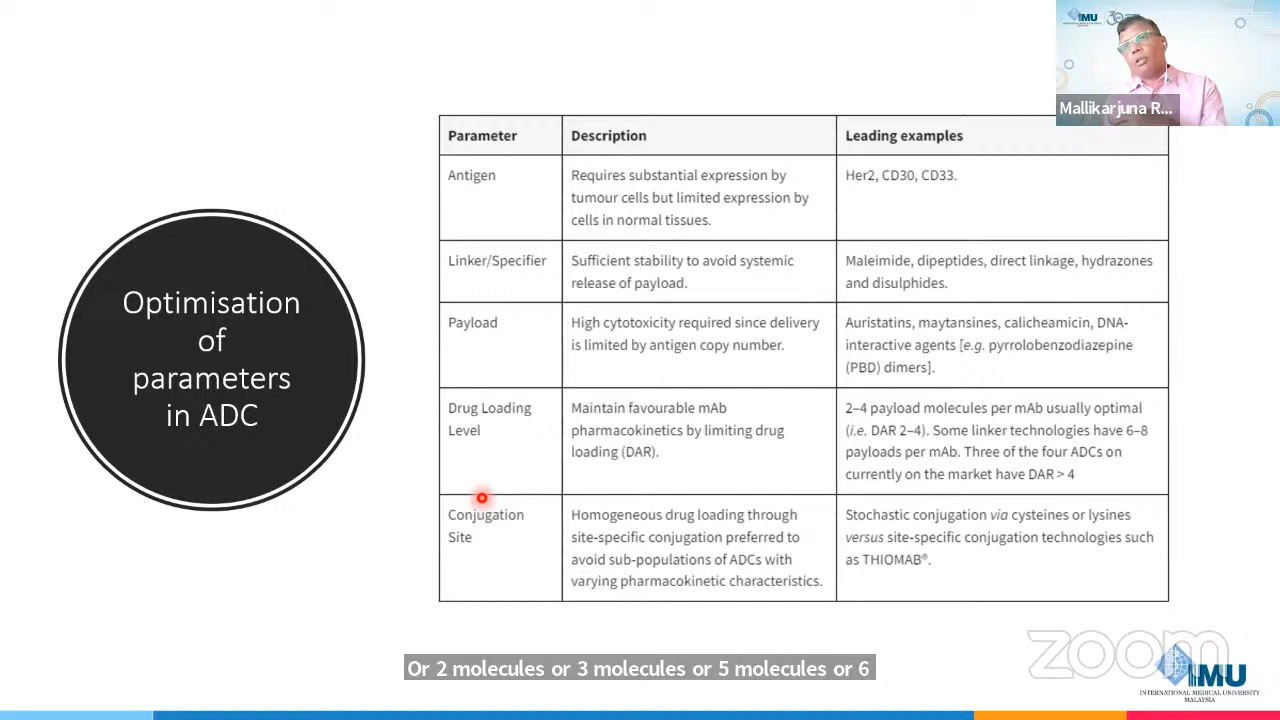 IMU
Mallikarjuna R...
Optimisation
of
parameters
in ADC
Parameter
Description
Leading examples
Antigen
Requires substantial expression by
tumour cells but limited expression by
cells in normal tissues.
Her2, CD30, CD33.
Linker/Specifier
Sufficient stability to avoid systemic
release of payload.
Maleimide, dipeptides, direct linkage, hydrazones
and disulphides.
Payload
High cytotoxicity required since delivery
is limited by antigen copy number.
Auristatins, maytansines, calicheamicin, DNA-
interactive agents [e.g. pyrrolobenzodiazepine
(PBD) dimers].
Drug Loading
Level
Maintain favourable mAb
pharmacokinetics by limiting drug
loading (DAR).
2–4 payload molecules per mAb usually optimal
(i.e. DAR 2–4). Some linker technologies have 6–8
payloads per mAb. Three of the four ADCs on
currently on the market have DAR > 4
Conjugation
Site
Homogeneous drug loading through
site-specific conjugation preferred to
avoid sub-populations of ADCs with
varying pharmacokinetic characteristics.
Stochastic conjugation via cysteines or lysines
versus site-specific conjugation technologies such
as THIOMAB®.
Or 2 molecules or 3 molecules or 5 molecules or 6
zoom
IMU
INTERNATIONAL MEDICAL UNIVERSITY
MALAYSIA